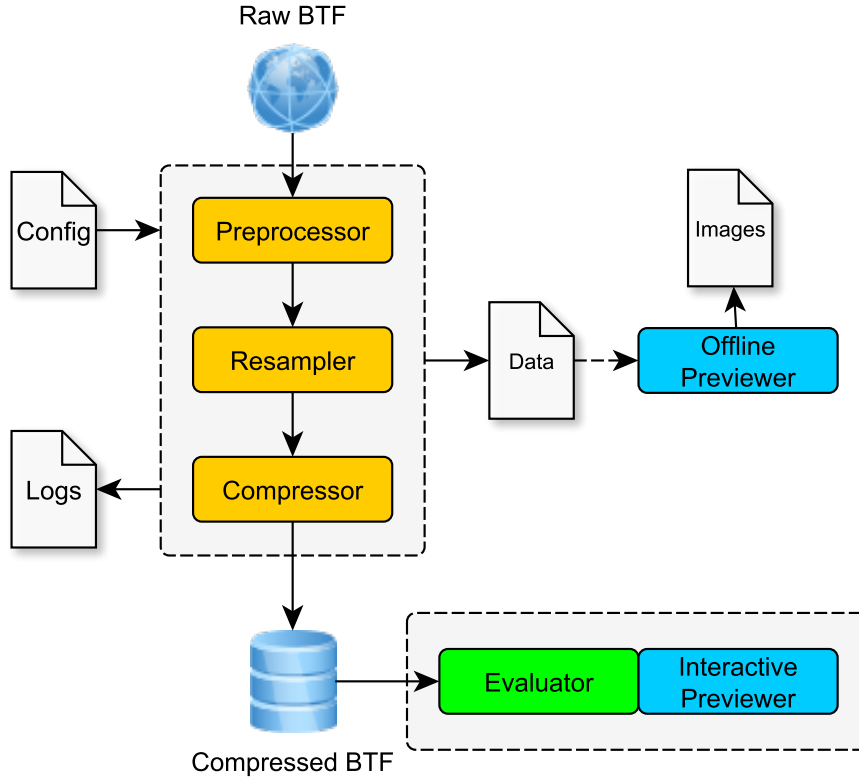 Raw BTF
Config
Preprocessor
Images
Resampler
Data
Offline
Previewer
Logs
Compressor
Evaluator
Interactive
Previewer
Compressed BTF